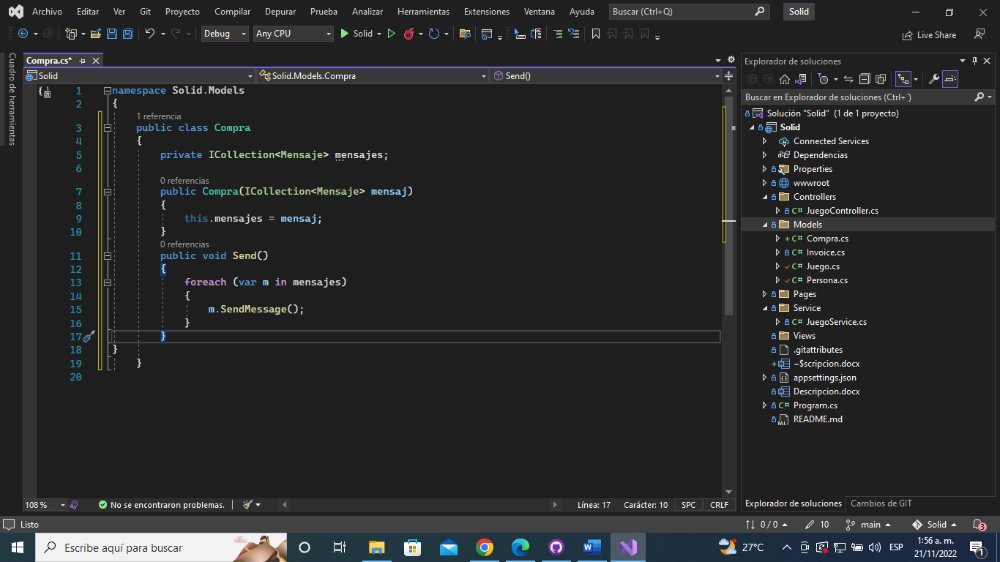 Archivo Editar Ver Git Proyecto Compilar Depurar Prueba Analizar Herramientas Extensiones Ventana Ayuda Buscar (Ctrl+Q) Solid
Debug Any CPU Solid Live Share
Cuadro de herramientas
Compra.cs*
Solid Solid.Models.Compra Send()
1 namespace Solid.Models
2 {
1 referencia
3 public class Compra
4 {
5 private ICollection<Mensaje> mensajes;
6
0 referencias
7 public Compra(ICollection<Mensaje> mensaj)
8 {
9 this.mensajes = mensaj;
10 }
0 referencias
11 public void Send()
12 {
13 foreach (var m in mensajes)
14 {
15 m.SendMessage();
16 }
17 }
18 }
19 }
20
108 % No se encontraron problemas. Línea: 17 Carácter: 10 SPC CRLF
Explorador de soluciones
Buscar en Explorador de soluciones (Ctrl+´)
Solución "Solid" (1 de 1 proyecto)
Solid
Connected Services
Dependencias
Properties
wwwroot
Controllers
C# JuegoController.cs
Models
+ C# Compra.cs
C# Invoice.cs
C# Juego.cs
C# Persona.cs
Pages
Service
C# JuegoService.cs
Views
.gitattributes
+ ~$scripcion.docx
appsettings.json
Descripcion.docx
C# Program.cs
README.md
Explorador de soluciones Cambios de GIT
Listo 0 / 0 10 main Solid 3
Escribe aquí para buscar 27°C ESP 1:56 a. m.
21/11/2022 1